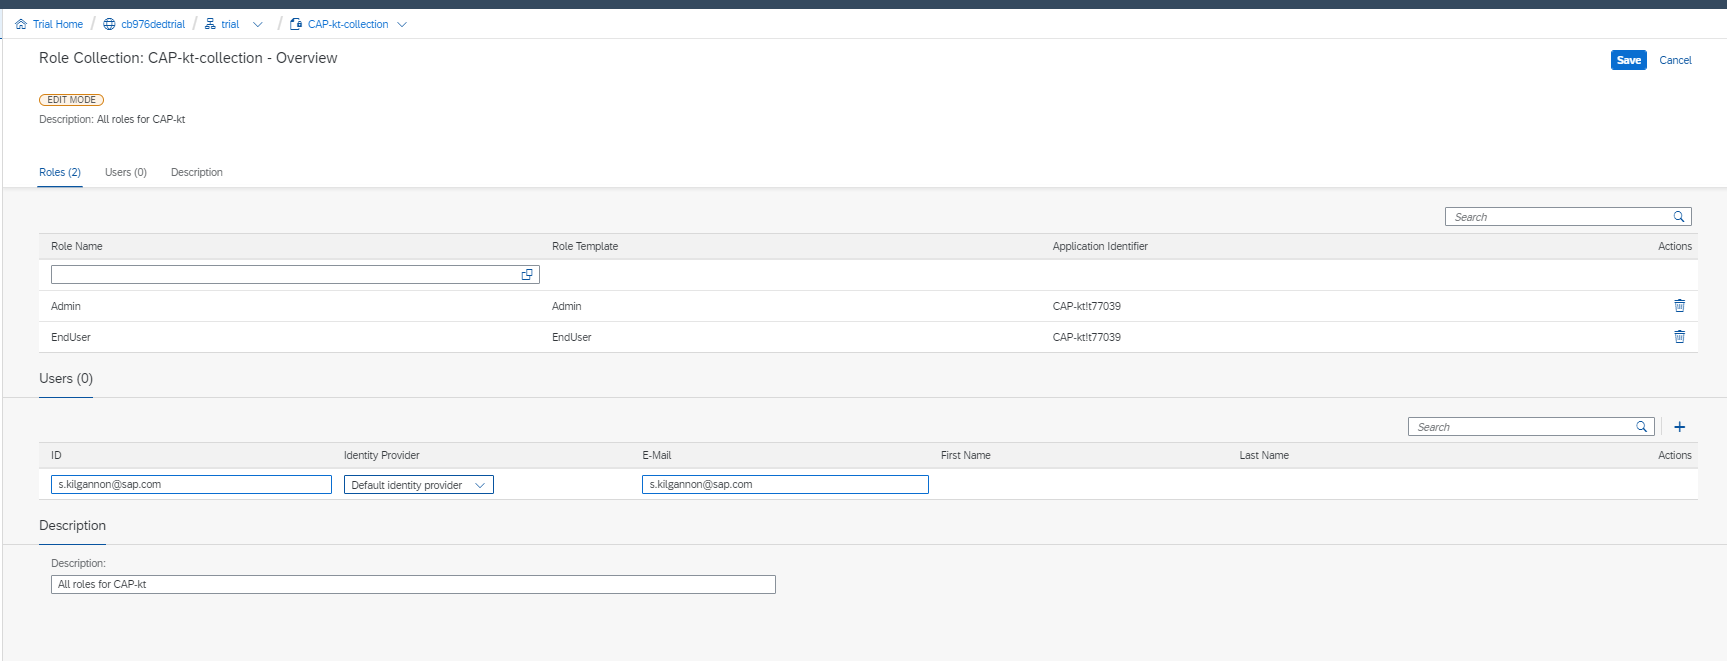 Trial Home / cb976dedtrial / trial / CAP-kt-collection
Role Collection: CAP-kt-collection - Overview
Save Cancel
EDIT MODE
Description: All roles for CAP-kt
Roles (2) Users (0) Description
Search
Role Name Role Template Application Identifier Actions
Admin Admin CAP-kt!t77039
EndUser EndUser CAP-kt!t77039
Users (0)
Search
ID Identity Provider E-Mail First Name Last Name Actions
s.kilgannon@sap.com Default identity provider s.kilgannon@sap.com
Description
Description:
All roles for CAP-kt